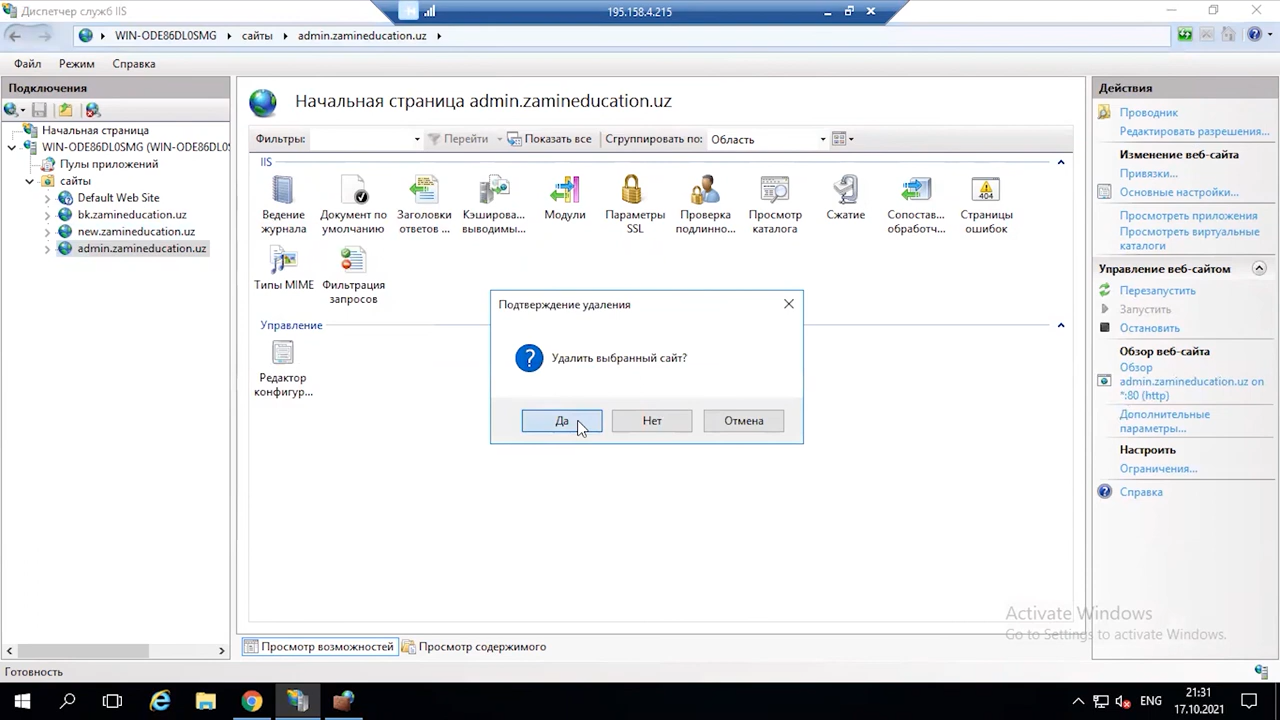 Диспетчер служб IIS
195.158.4.215
WIN-ODE86DL0SMG
сайты
admin.zamineducation.uz
Файл
Режим
Справка
Подключения
Начальная страница
WIN-ODE86DL0SMG (WIN-ODE86DL0S
Пулы приложений
сайты
Default Web Site
bk.zamineducation.uz
new.zamineducation.uz
admin.zamineducation.uz
Начальная страница admin.zamineducation.uz
Фильтры:
Перейти
Показать все
Сгруппировать по:
Область
IIS
Ведение журнала
Документ по умолчанию
Заголовки ответов ...
Кэширова... выводимы...
Модули
Параметры SSL
Проверка подлинно...
Просмотр каталога
Сжатие
Сопостав... обработч...
Страницы ошибок
Типы MIME
Фильтрация запросов
Управление
Редактор конфигур...
Подтверждение удаления
Удалить выбранный сайт?
Да
Нет
Отмена
Просмотр возможностей
Просмотр содержимого
Действия
Проводник
Редактировать разрешения...
Изменение веб-сайта
Привязки...
Основные настройки...
Просмотреть приложения
Просмотреть виртуальные
каталоги
Управление веб-сайтом
Перезапустить
Запустить
Остановить
Обзор веб-сайта
Обзор
admin.zamineducation.uz on
*:80 (http)
Дополнительные
параметры...
Настроить
Ограничения...
Справка
Activate Windows
Go to Settings to activate Windows.
Готовность
ENG
21:31
17.10.2021